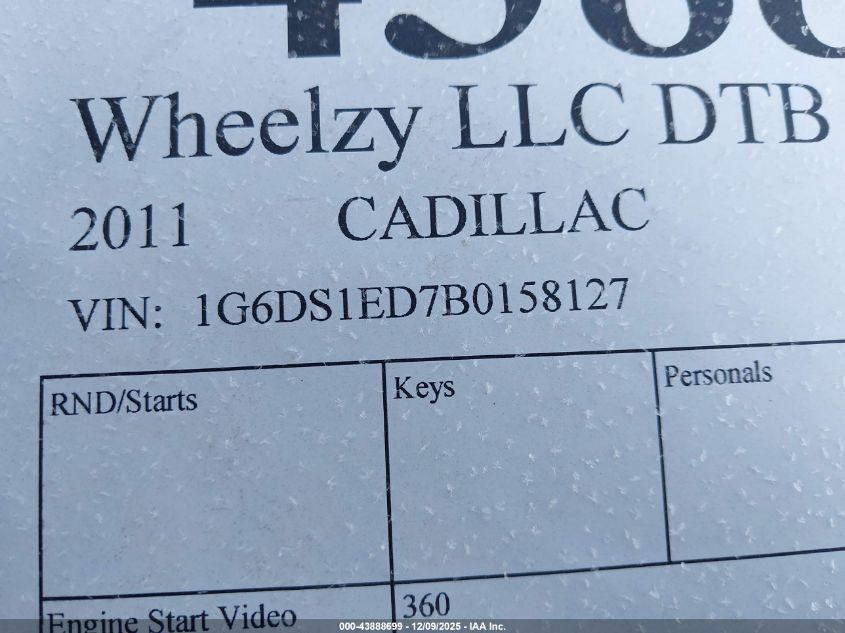 Wheelzy LLC DTB
2011 CADILLAC
VIN: 1G6DS1ED7B0158127
RND/Starts Keys Personals
Engine Start Video 360
000-43888699 - 12/09/2025 - IAA Inc.